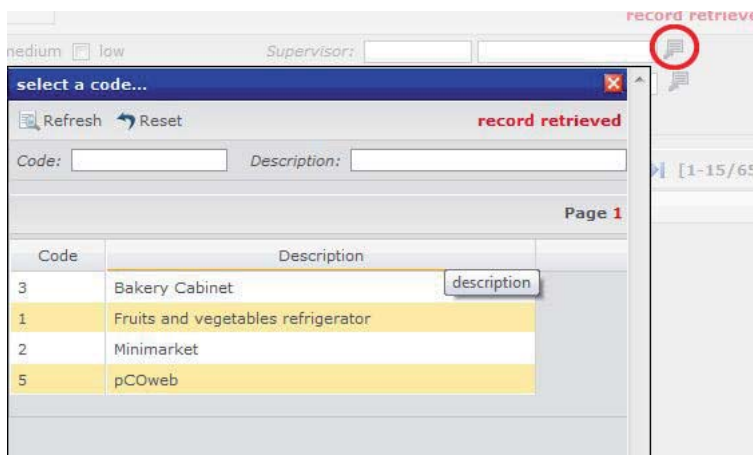 record retrieve
medium low Supervisor:
select a code...
Refresh Reset record retrieved
Code: Description:
[1-15/65
Page 1
Code Description
3 Bakery Cabinet
description
1 Fruits and vegetables refrigerator
2 Minimarket
5 pCOweb